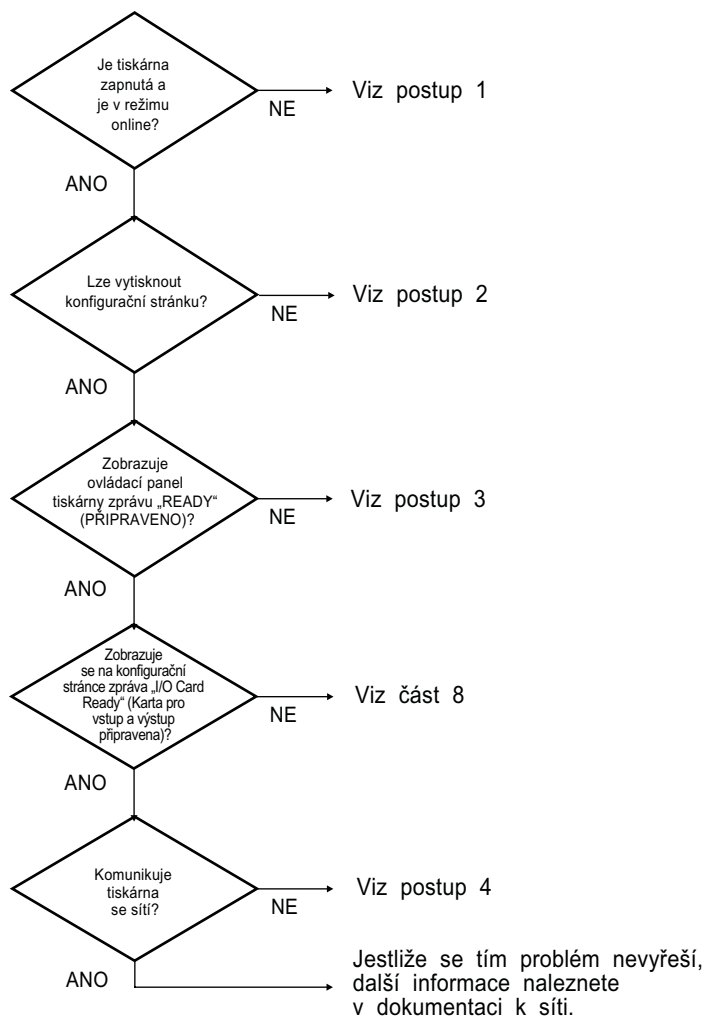 Je tiskárna
zapnutá a
je v režimu
online?
NE
Viz postup 1
ANO
Lze vytisknout
konfigurační stránku?
NE
Viz postup 2
ANO
Zobrazuje
ovládací panel
tiskárny zprávu „READY“
(PŘIPRAVENO)?
NE
Viz postup 3
ANO
Zobrazuje
se na konfigurační
stránce zpráva „I/O Card
Ready“ (Karta pro
vstup a výstup
připravena)?
NE
Viz část 8
ANO
Komunikuje
tiskárna
se sítí?
NE
Viz postup 4
ANO
Jestliže se tím problém nevyřeší,
další informace naleznete
v dokumentaci k síti.